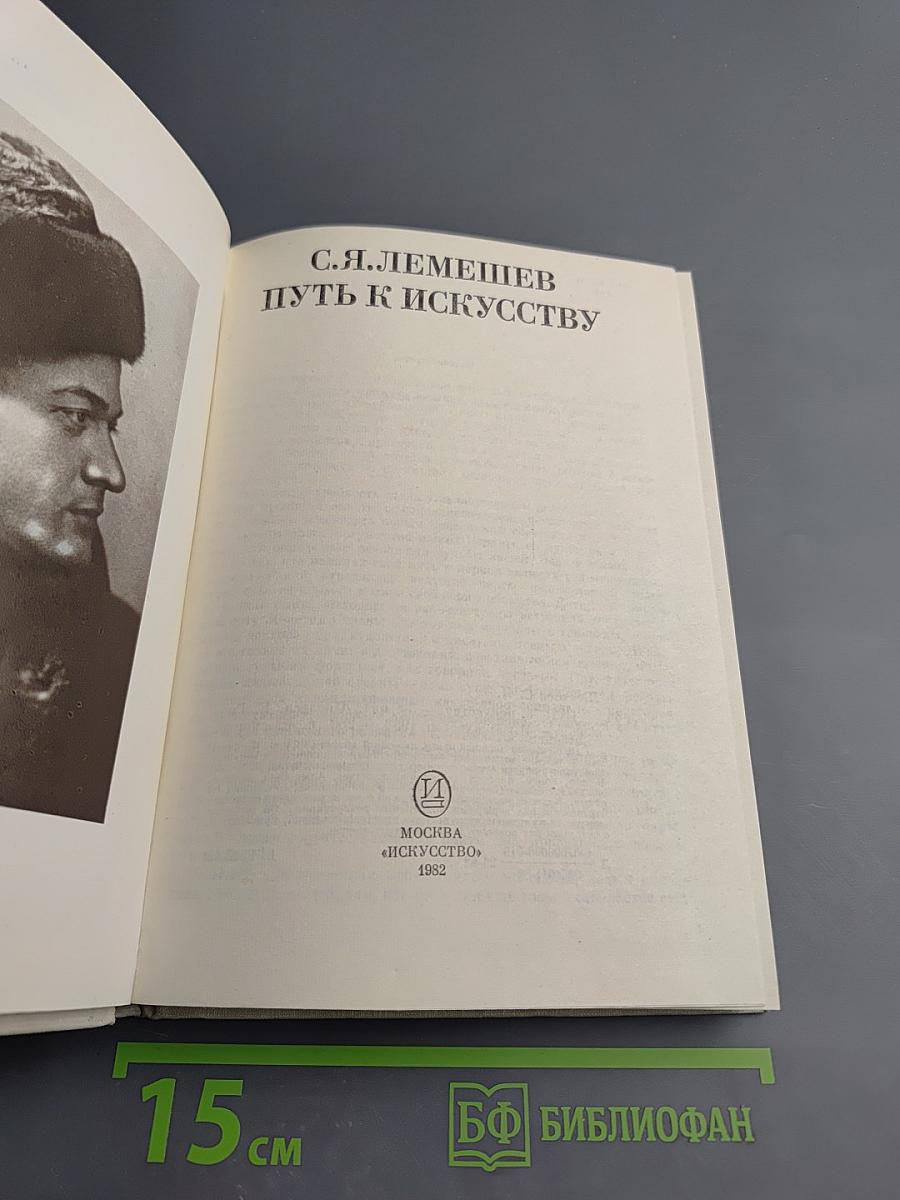 С.Я.ЛЕМЕШЕВ
ПУТЬ К ИСКУССТВУ
И
МОСКВА
«ИСКУССТВО»
1982
15 см
БФ БИБЛИОФАН